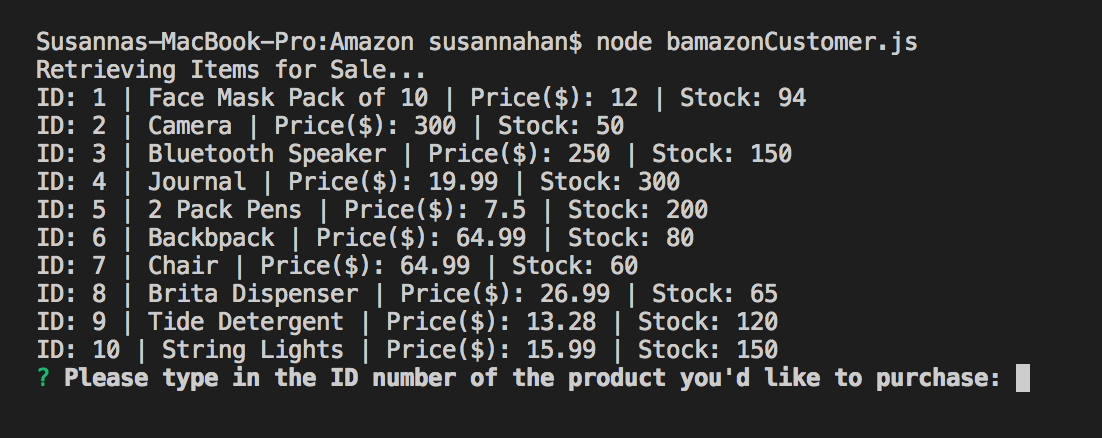 Susannas-MacBook-Pro:Amazon susannahan$ node bamazonCustomer.js
Retrieving Items for Sale...
ID: 1 | Face Mask Pack of 10 | Price($): 12 | Stock: 94
ID: 2 | Camera | Price($): 300 | Stock: 50
ID: 3 | Bluetooth Speaker | Price($): 250 | Stock: 150
ID: 4 | Journal | Price($): 19.99 | Stock: 300
ID: 5 | 2 Pack Pens | Price($): 7.5 | Stock: 200
ID: 6 | Backbpack | Price($): 64.99 | Stock: 80
ID: 7 | Chair | Price($): 64.99 | Stock: 60
ID: 8 | Brita Dispenser | Price($): 26.99 | Stock: 65
ID: 9 | Tide Detergent | Price($): 13.28 | Stock: 120
ID: 10 | String Lights | Price($): 15.99 | Stock: 150
? Please type in the ID number of the product you'd like to purchase: